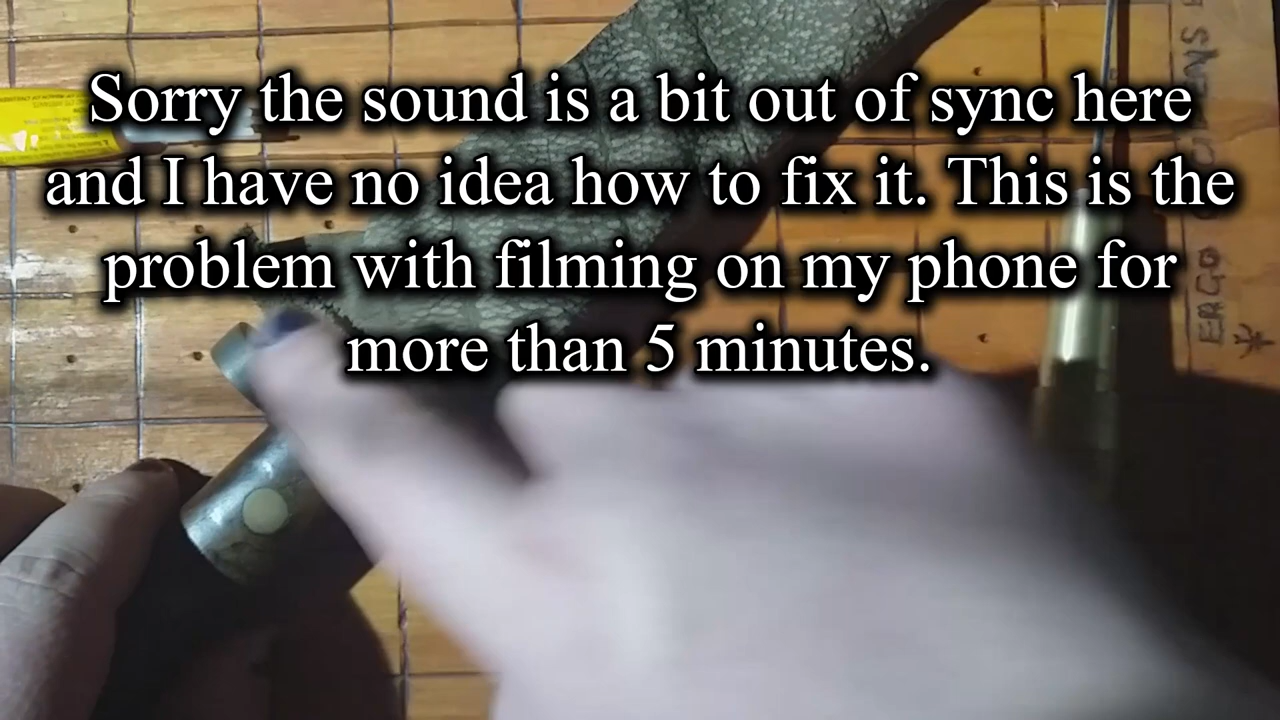 Sorry the sound is a bit out of sync here
and I have no idea how to fix it. This is the
problem with filming on my phone for
more than 5 minutes.
EAGO